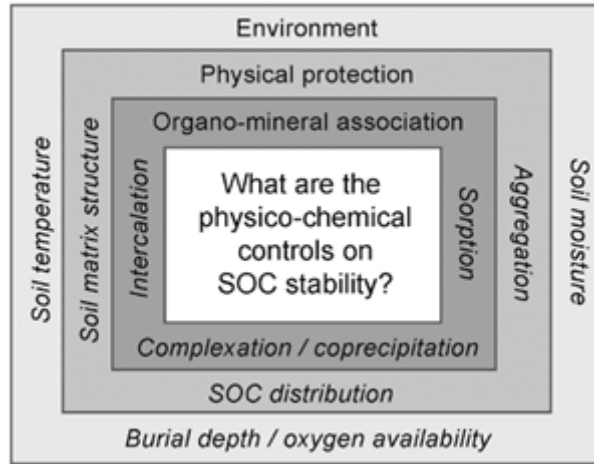 Environment
Physical protection
Organo-mineral association
Soil temperature
Soil matrix structure
Intercalation
What are the
physico-chemical
controls on
SOC stability?
Sorption
Aggregation
Soil moisture
Complexation / coprecipitation
SOC distribution
Burial depth / oxygen availability